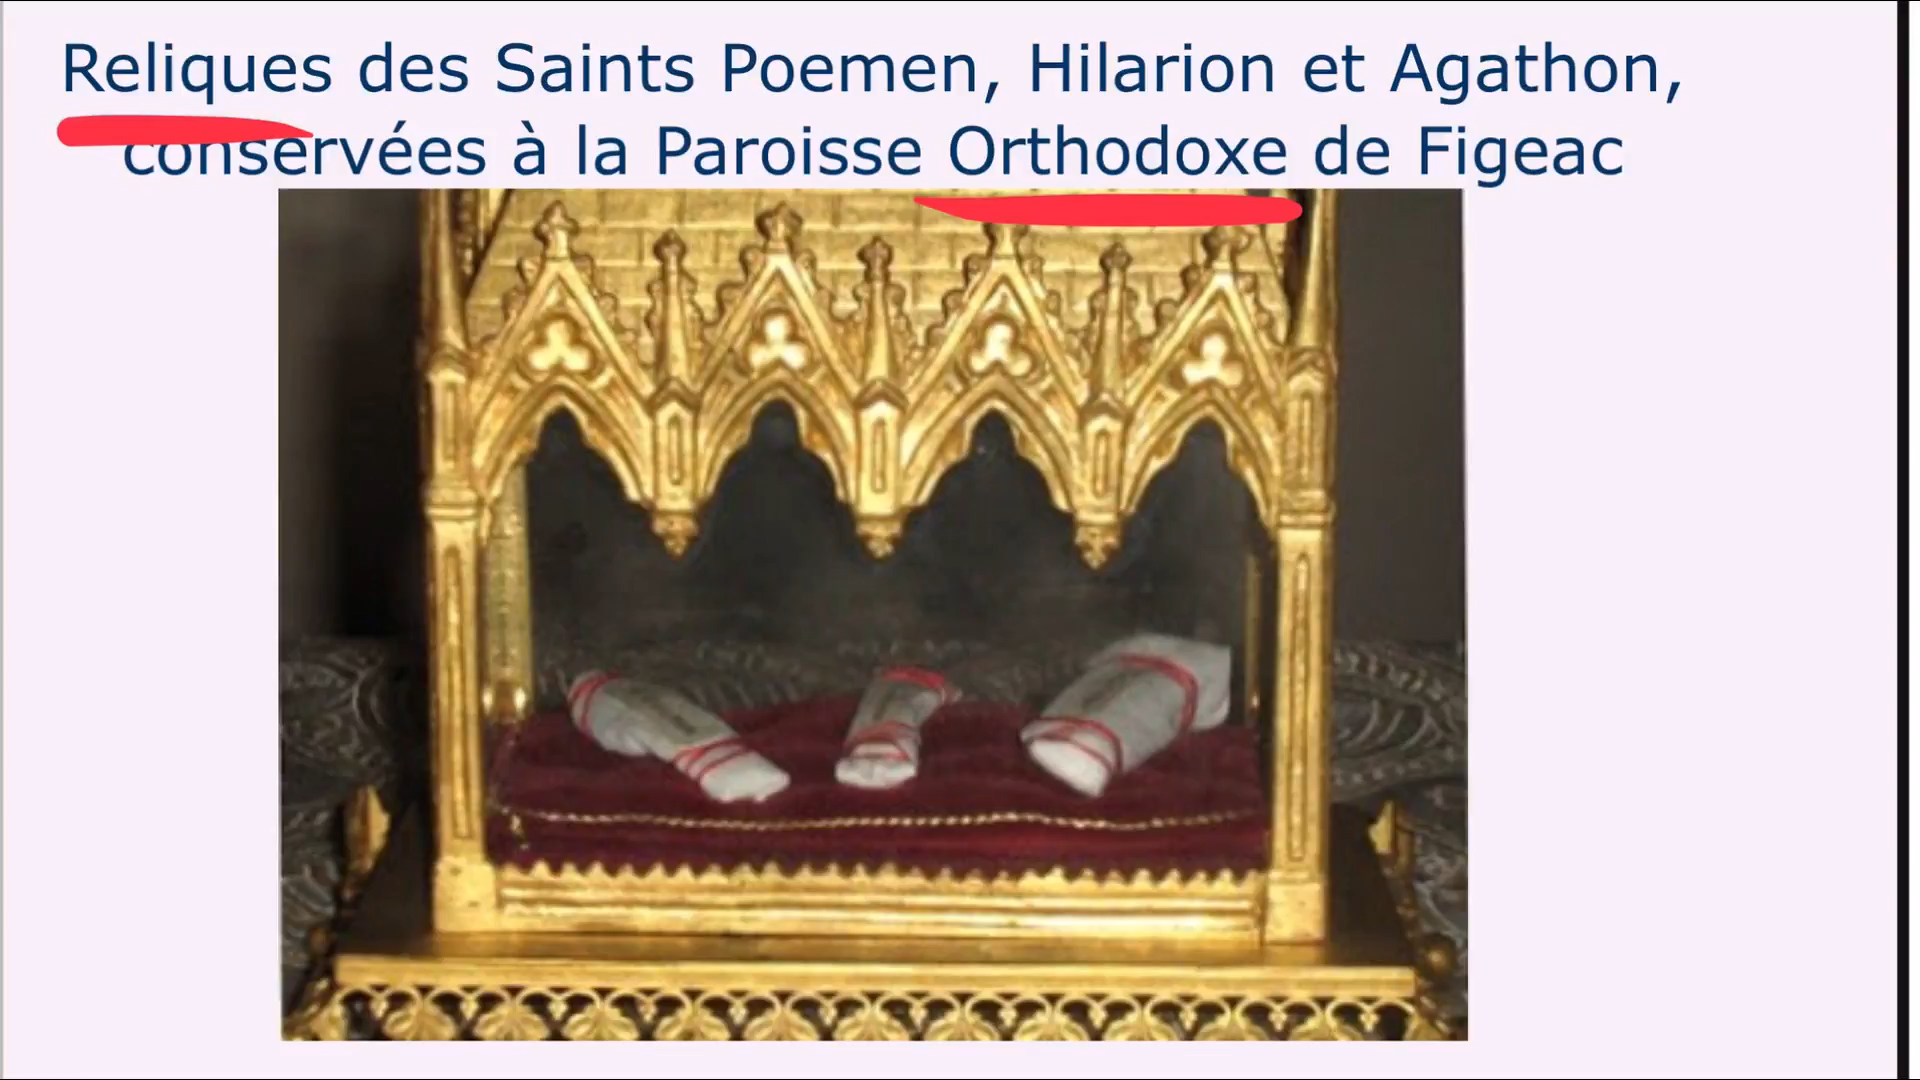 Reliques des Saints Poemen, Hilarion et Agathon,
conservées à la Paroisse Orthodoxe de Figeac